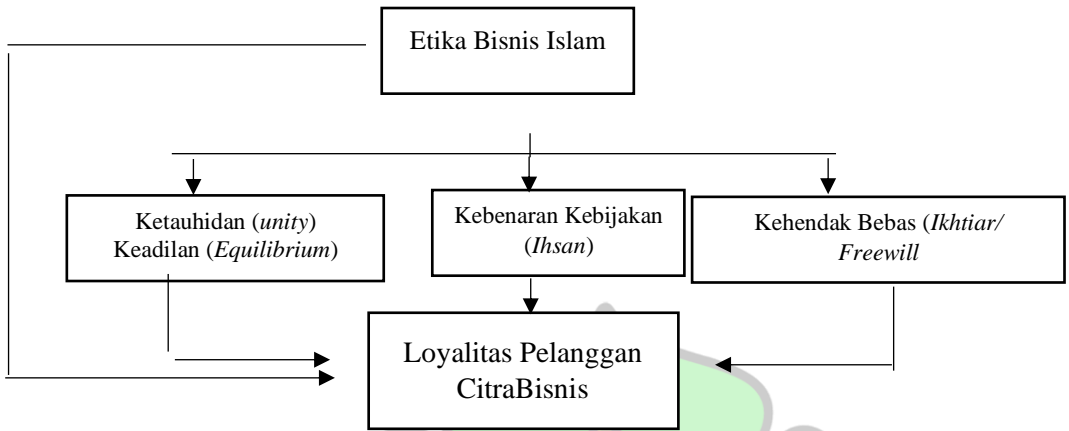 Etika Bisnis Islam
Ketauhidan (unity)
Keadilan (Equilibrium)
Kebenaran Kebijakan
(Ihsan)
Kehendak Bebas (Ikhtiar/
Freewill
Loyalitas Pelanggan
CitraBisnis